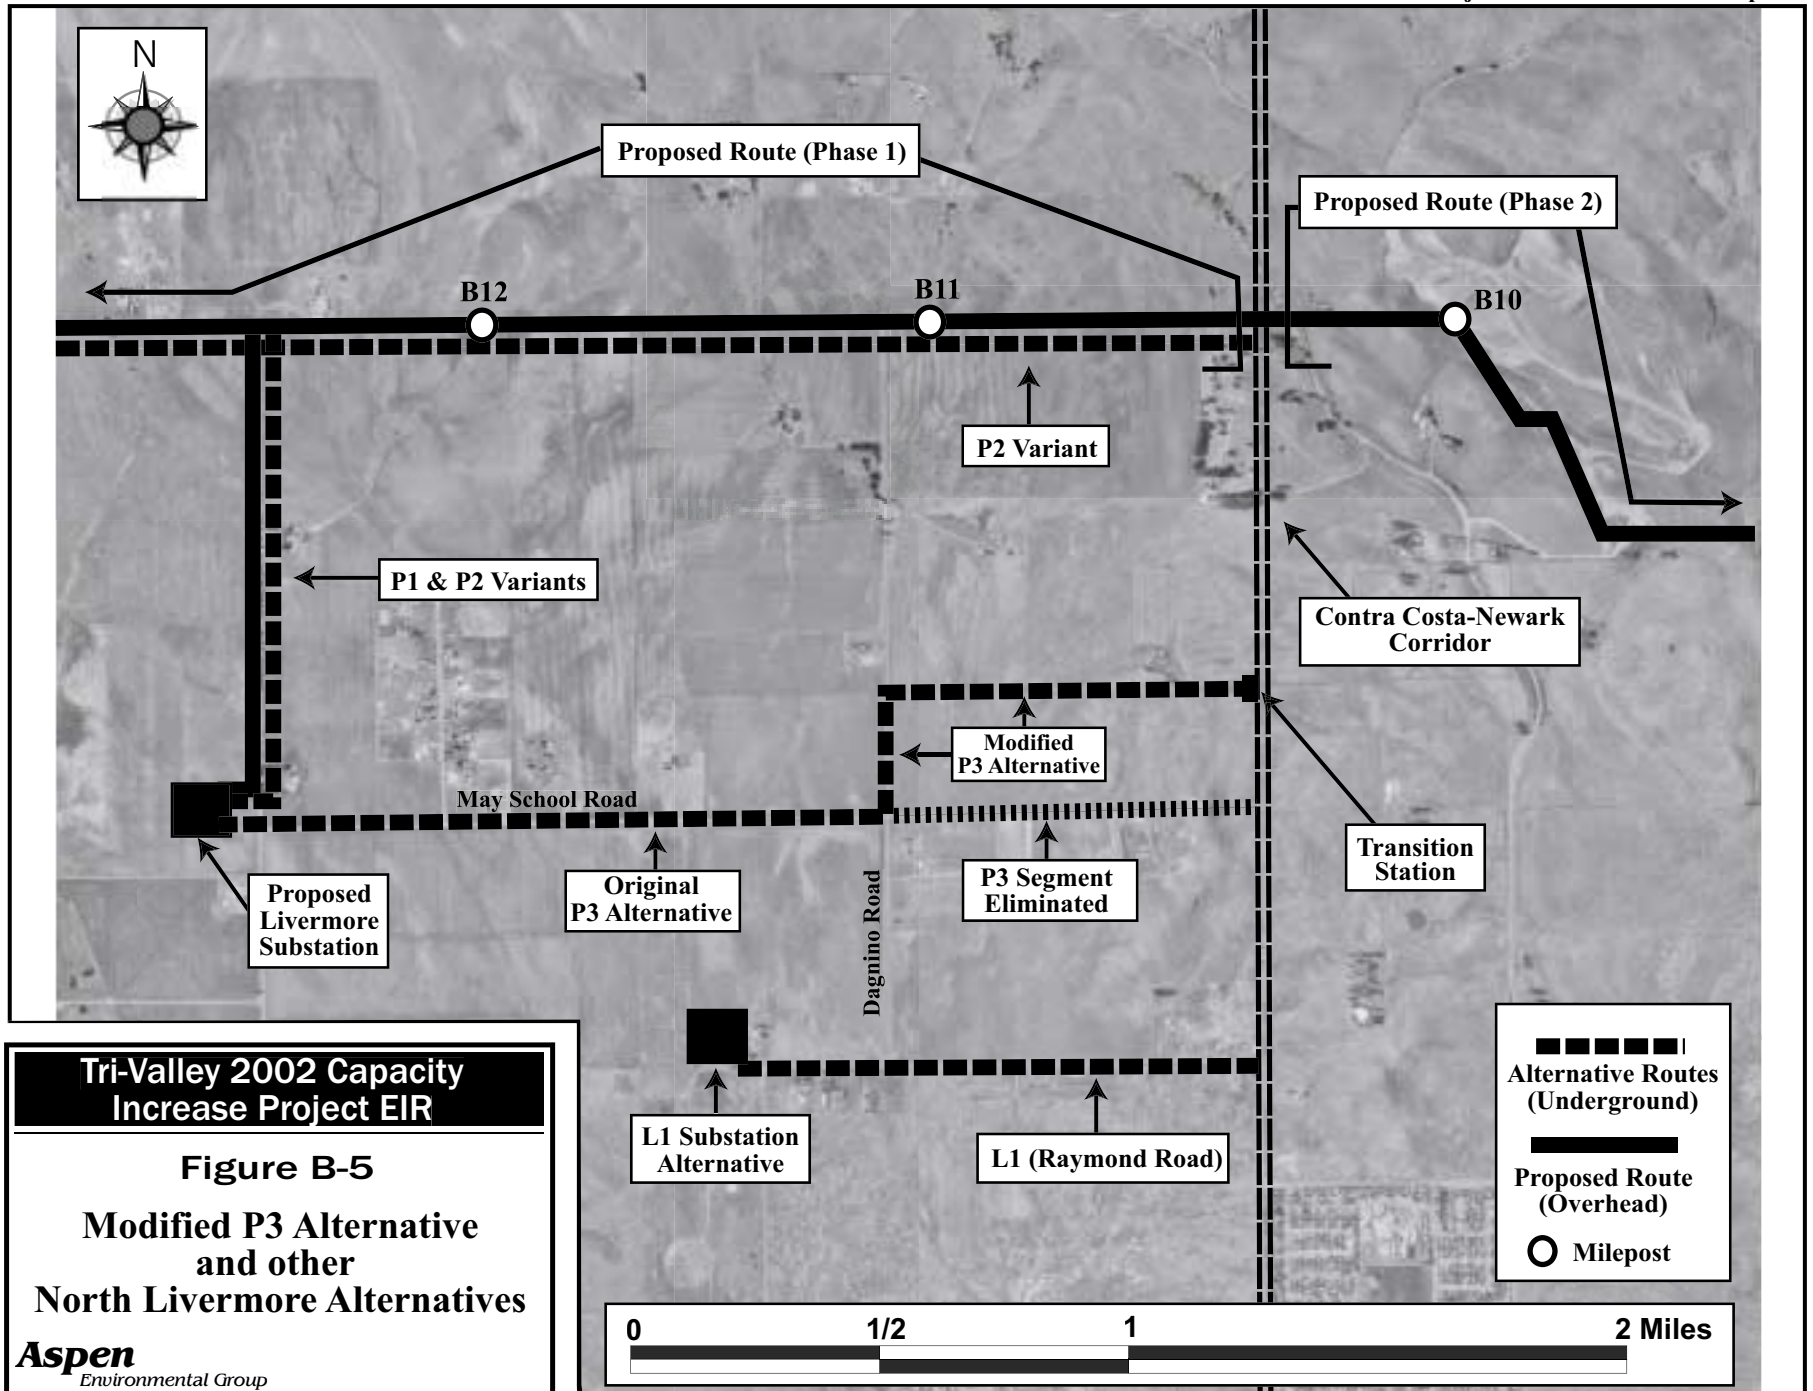 N
Proposed Route (Phase 1)
Proposed Route (Phase 2)
B12
B11
B10
P2 Variant
P1 & P2 Variants
Contra Costa-Newark
Corridor
Modified
P3 Alternative
May School Road
Transition
Station
Proposed
Livermore
Substation
Original
P3 Alternative
P3 Segment
Eliminated
Dagnino Road
L1 Substation
Alternative
L1 (Raymond Road)
Alternative Routes
(Underground)
Proposed Route
(Overhead)
Milepost
Tri-Valley 2002 Capacity
Increase Project EIR
Figure B-5
Modified P3 Alternative
and other
North Livermore Alternatives
Aspen
Environmental Group
0 1/2 1 2 Miles